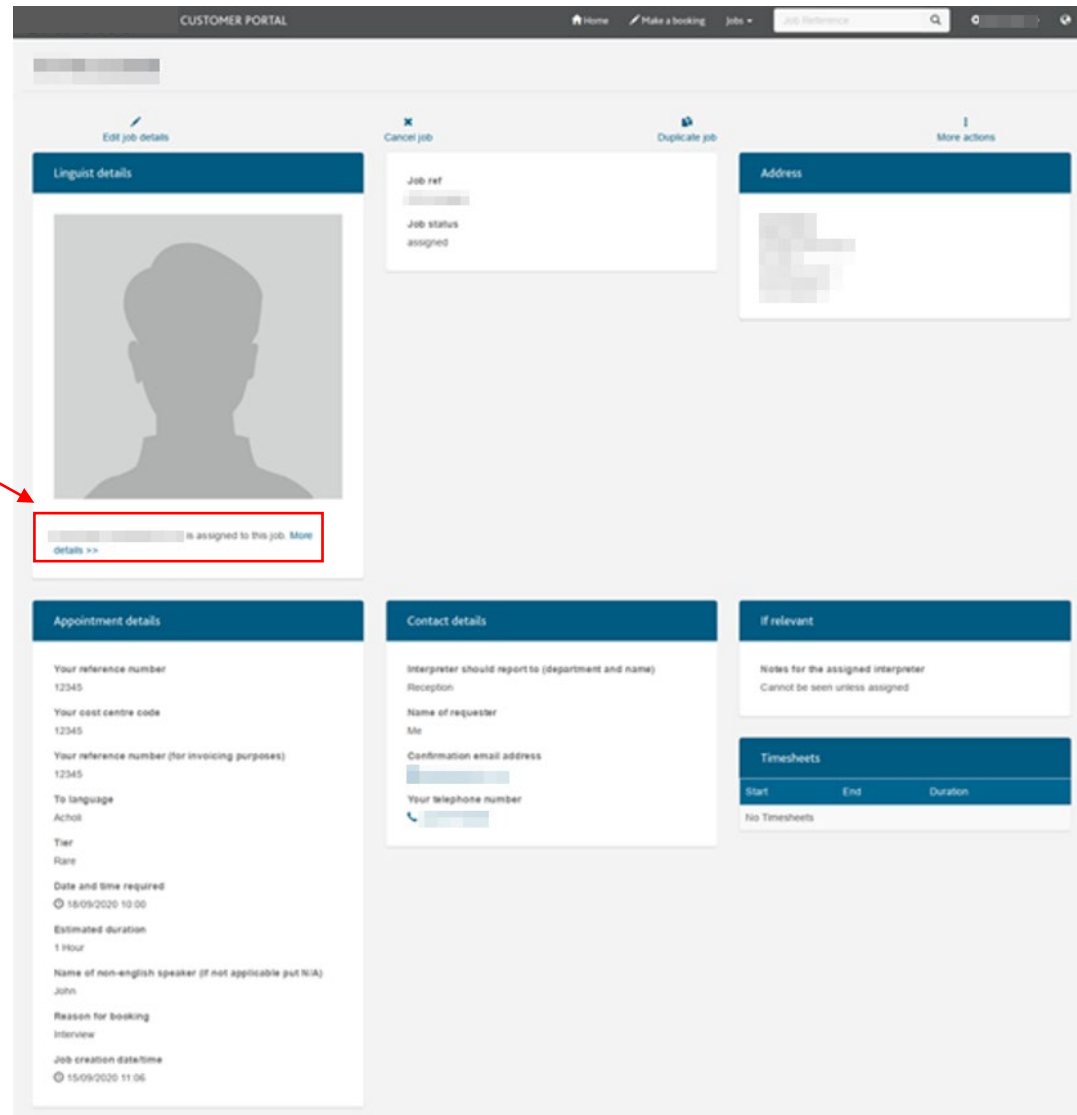 CUSTOMER PORTAL
Home
Make a booking
Jobs
Job Reference
Edit job details
Cancel job
Duplicate job
More actions
Linguist details
is assigned to this job. More
details >>
Job ref
Job status
assigned
Address
Appointment details
Your reference number
12345
Your cost centre code
12345
Your reference number (for invoicing purposes)
12345
To language
Acholi
Tier
Rare
Date and time required
18/09/2020 10:00
Estimated duration
1 Hour
Name of non-english speaker (if not applicable put N/A)
John
Reason for booking
Interview
Job creation date/time
15/09/2020 11:06
Contact details
Interpreter should report to (department and name)
Reception
Name of requester
Me
Confirmation email address
Your telephone number
If relevant
Notes for the assigned interpreter
Cannot be seen unless assigned
Timesheets
Start End Duration
No Timesheets